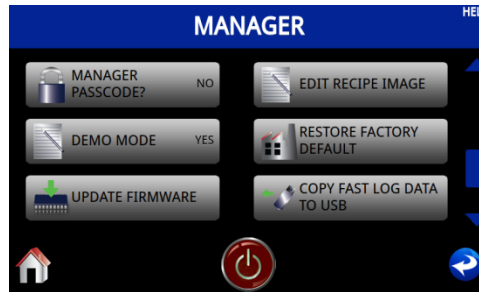 MANAGER
MANAGER
PASSCODE?
NO
EDIT RECIPE IMAGE
DEMO MODE
YES
RESTORE FACTORY
DEFAULT
UPDATE FIRMWARE
COPY FAST LOG DATA
TO USB